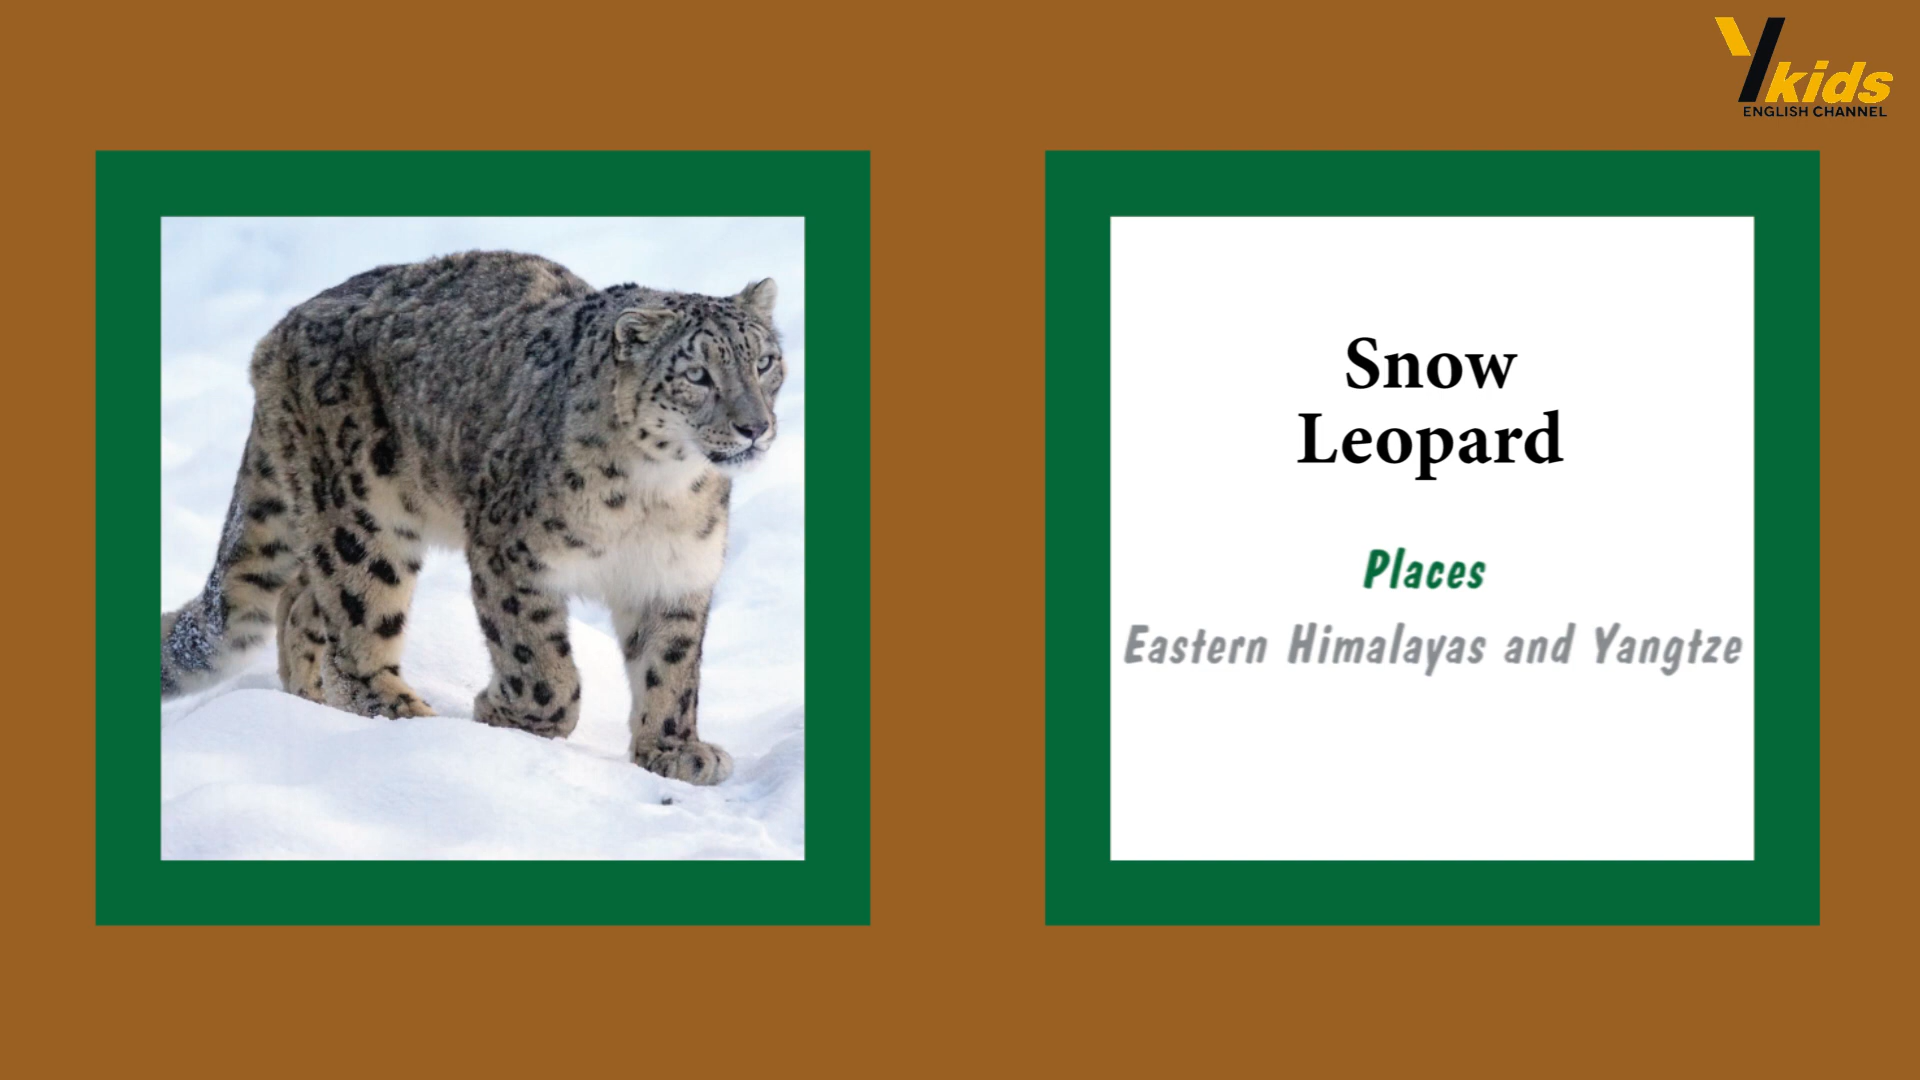 Ykids
ENGLISH CHANNEL
Snow
Leopard
Places
Eastern Himalayas and Yangtze